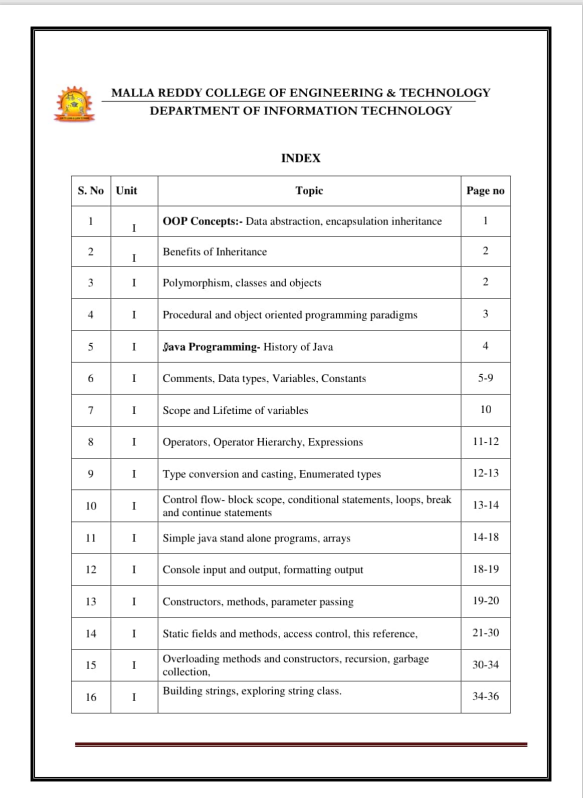 MALLA REDDY COLLEGE OF ENGINEERING & TECHNOLOGY
DEPARTMENT OF INFORMATION TECHNOLOGY
INDEX
S. No Unit Topic Page no
1 I OOP Concepts:- Data abstraction, encapsulation inheritance 1
2 I Benefits of Inheritance 2
3 I Polymorphism, classes and objects 2
4 I Procedural and object oriented programming paradigms 3
5 I Java Programming- History of Java 4
6 I Comments, Data types, Variables, Constants 5-9
7 I Scope and Lifetime of variables 10
8 I Operators, Operator Hierarchy, Expressions 11-12
9 I Type conversion and casting, Enumerated types 12-13
10 I Control flow- block scope, conditional statements, loops, break 13-14
and continue statements
11 I Simple java stand alone programs, arrays 14-18
12 I Console input and output, formatting output 18-19
13 I Constructors, methods, parameter passing 19-20
14 I Static fields and methods, access control, this reference, 21-30
15 I Overloading methods and constructors, recursion, garbage 30-34
collection,
16 I Building strings, exploring string class. 34-36